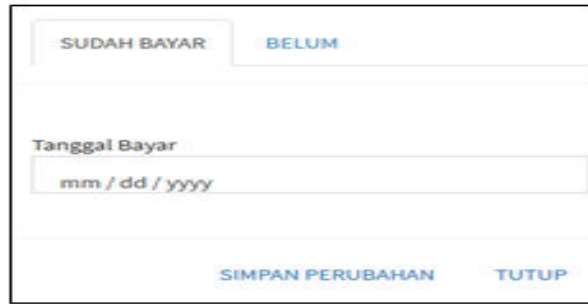 SUDAH BAYAR BELUM
Tanggal Bayar
mm / dd / yyyy
SIMPAN PERUBAHAN TUTUP